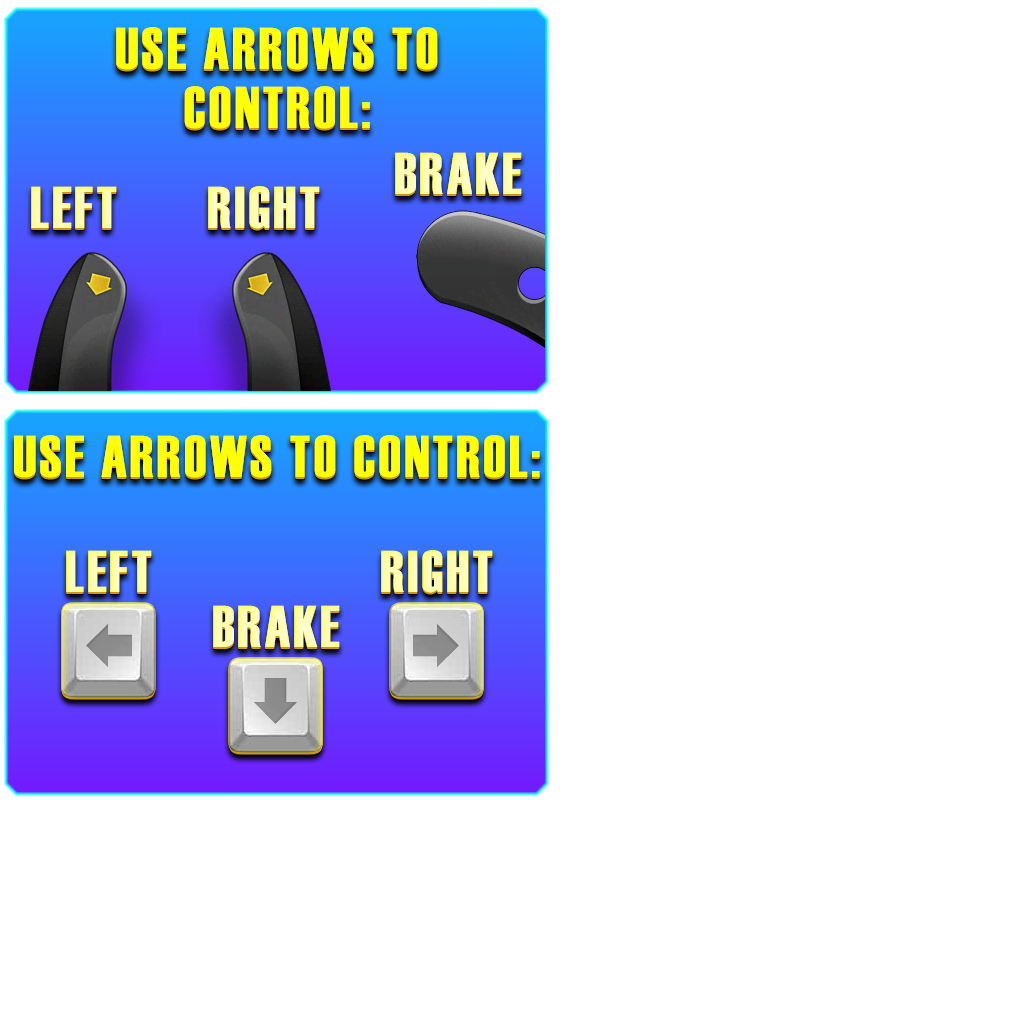 USE ARROWS TO
CONTROL:
BRAKE
LEFT RIGHT
USE ARROWS TO CONTROL:
LEFT RIGHT
BRAKE